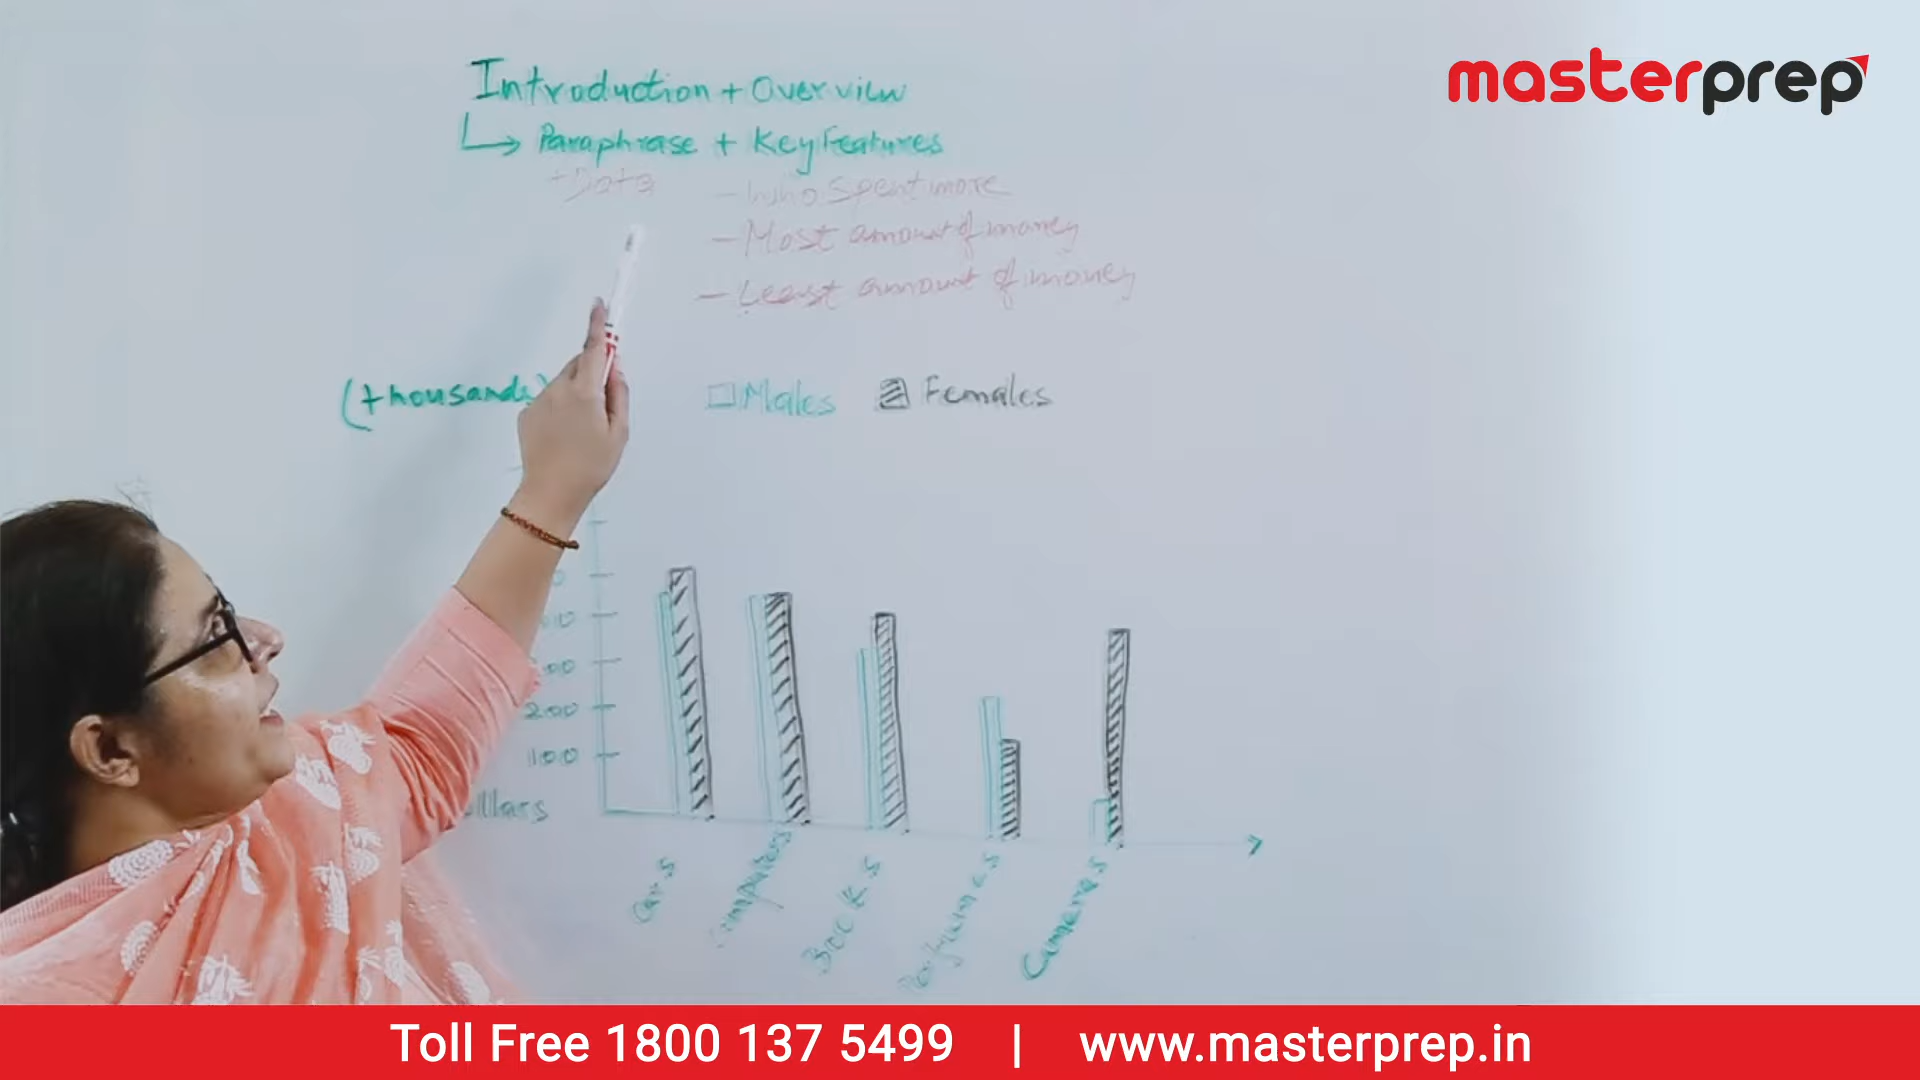 masterprep
Introduction + Overview
Paraphrase + Key Features
+ Data
- Who spent more
- Most amount of money
- Least amount of money
(thousands)
Males
Females
200
100
Cars
Computers
Books
Perfumes
Cameras
Toll Free 1800 137 5499 | www.masterprep.in